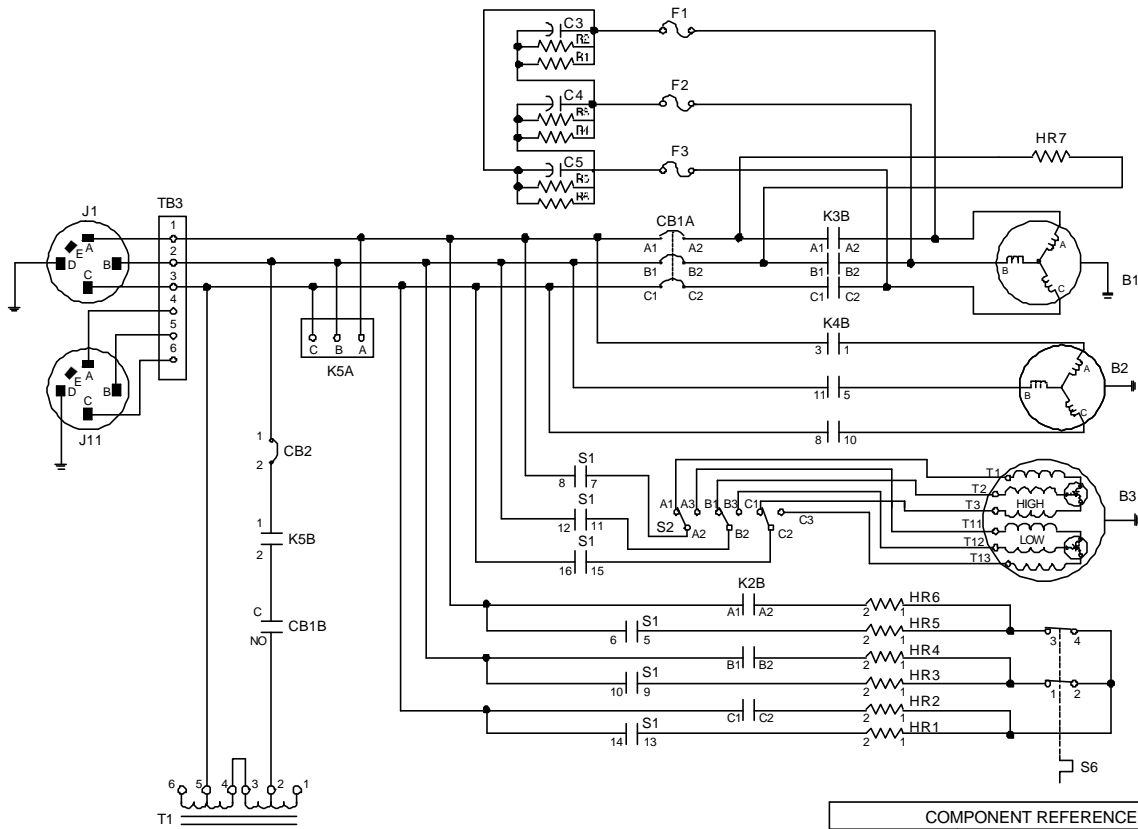 C3
F1
R2
R1
C4
F2
R3
R4
C5
F3
R5
R6
HR7
J1
TB3
CB1A
K3B
1
A
E
D
B
C
2
3
4
5
6
A1 A2
B1 B2
C1 C2
A1 A2
B1 B2
C1 C2
A
B
C
B1
K4B
3 1
11 5
8 10
A
B
C
B2
C B A
K5A
A
E
D
B
C
J11
1
CB2
2
S1
8 7
S1
12 11
S1
16 15
A1 A3 B1 B3 C1
C3
S2
A2
B2
C2
T1
T2
HIGH
T3
T11
LOW
T12
T13
B3
1
K5B
2
C
CB1B
NO
K2B
A1 A2
2 1
HR6
S1
6 5
2 1
HR5
3 4
B1 B2
2 1
HR4
S1
10 9
2 1
HR3
1 2
C1 C2
2 1
HR2
S1
14 13
2 1
HR1
S6
6 5 4 3 2 1
T1
COMPONENT REFERENCE